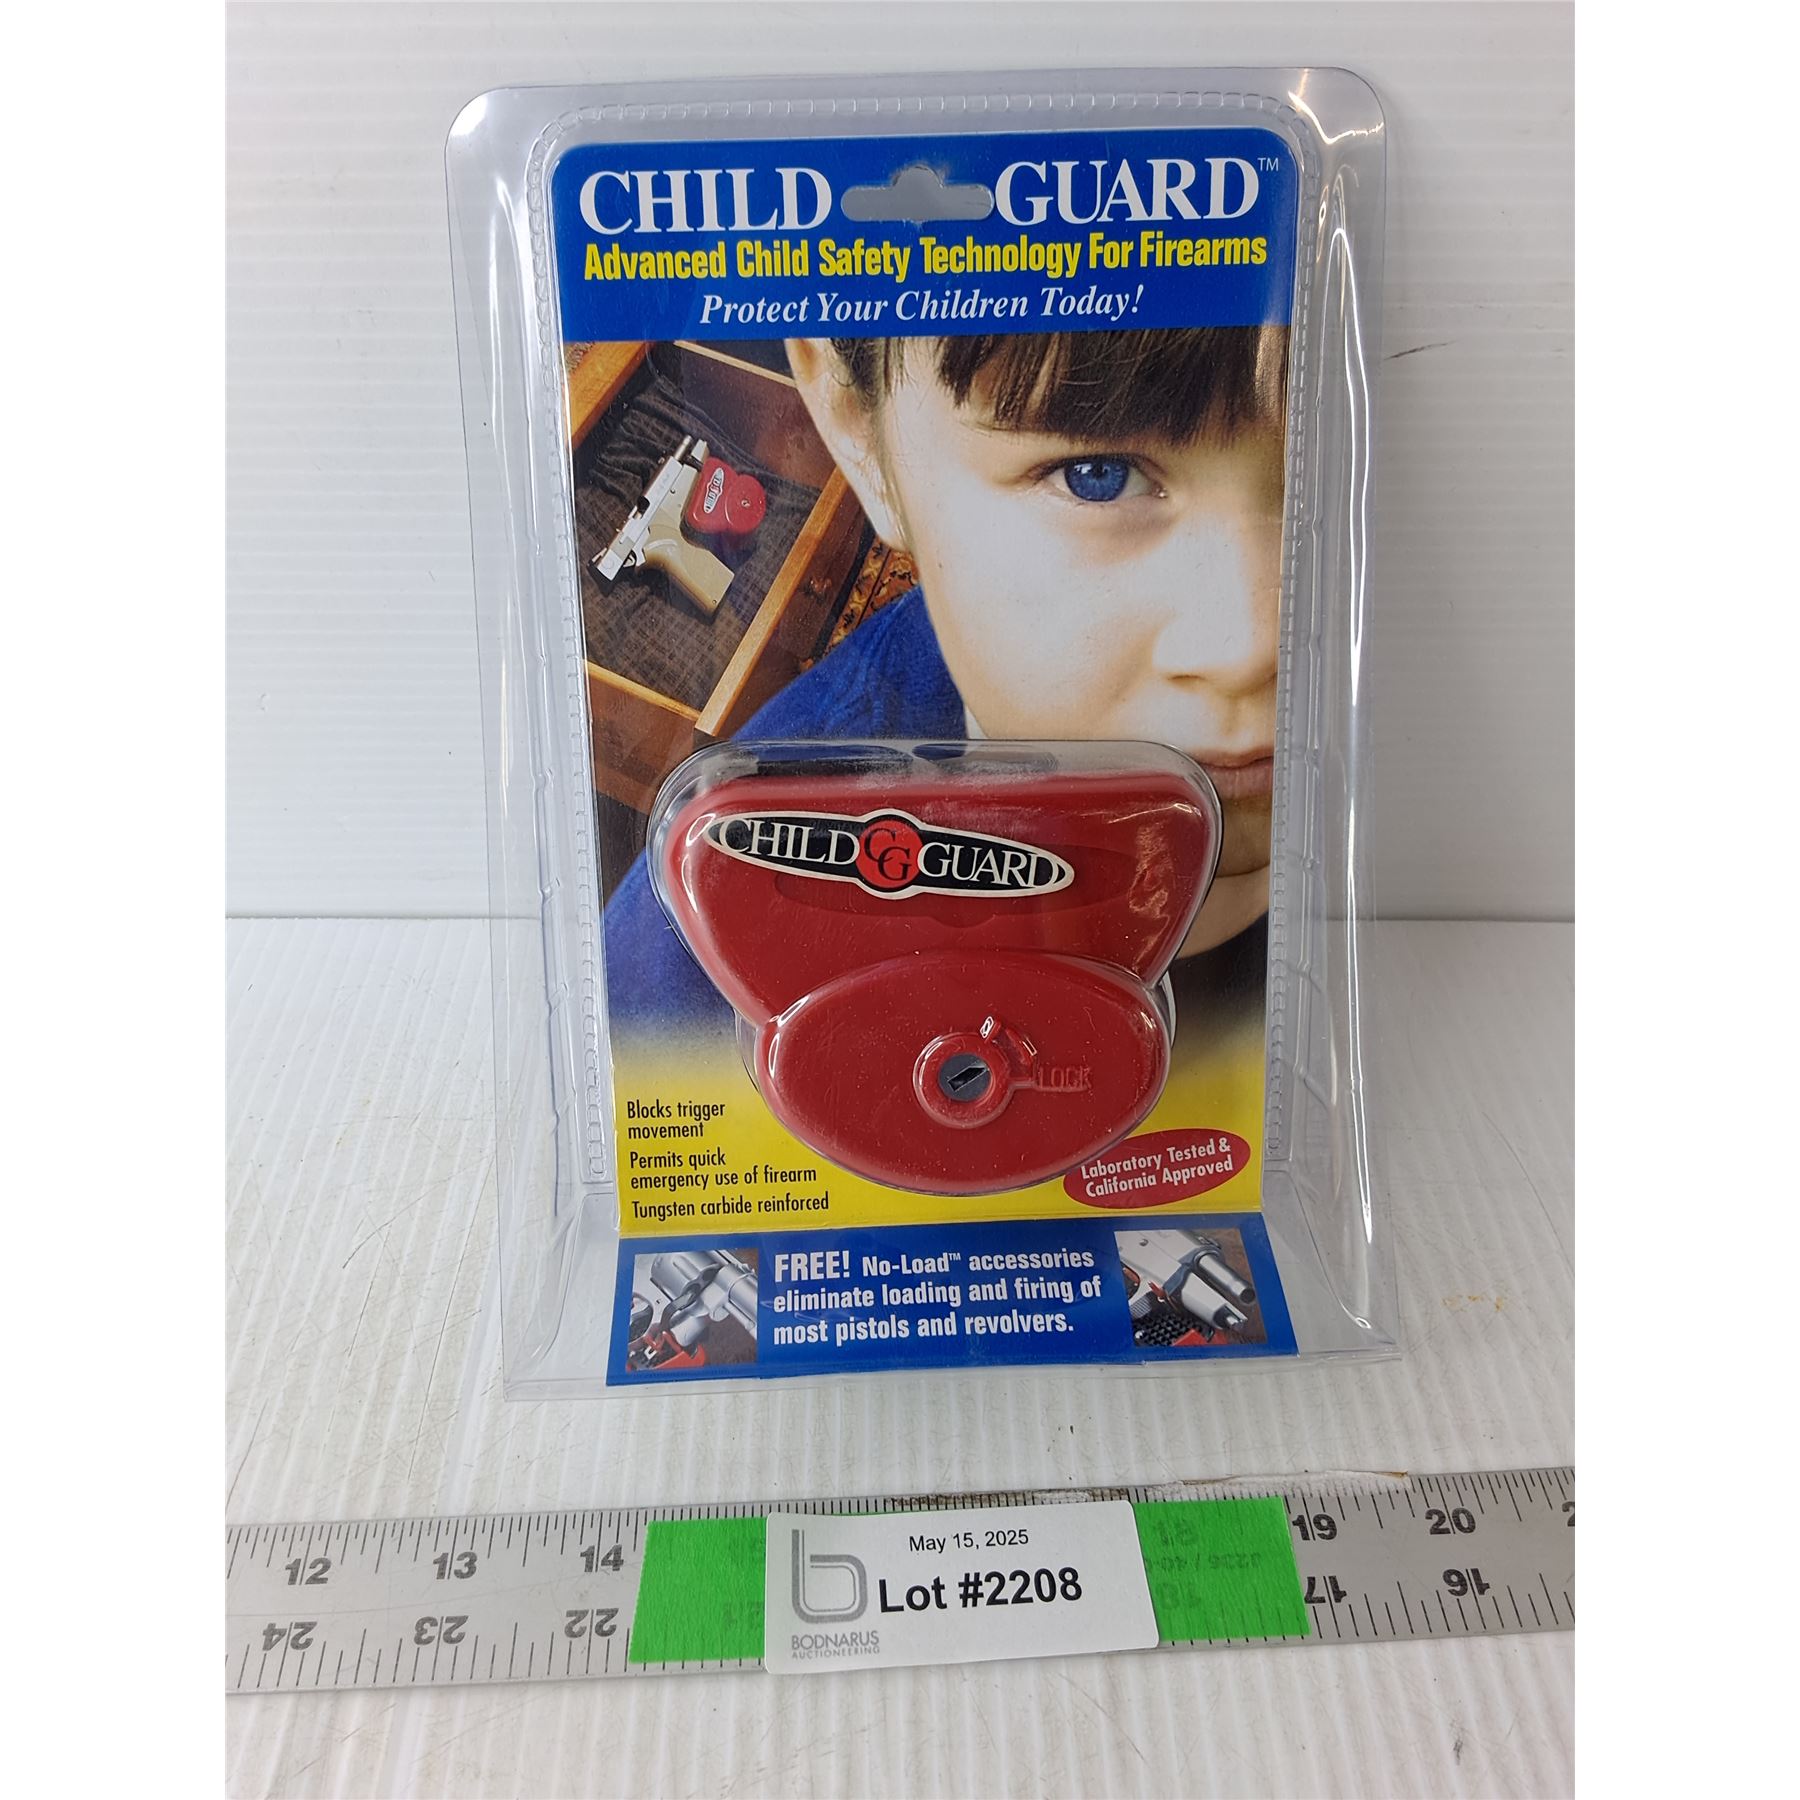 CHILD GUARD™
Advanced Child Safety Technology For Firearms
Protect Your Children Today!
CHILD CG GUARD
LOCK
Blocks trigger
movement
Permits quick
emergency use of firearm
Tungsten carbide reinforced
Laboratory Tested &
California Approved
FREE! No-Load™ accessories
eliminate loading and firing of
most pistols and revolvers.
12 13 14 18 19 20
24 23 22 21 18 17 16
May 15, 2025
Lot #2208
b
BODNARUS
AUCTIONEERING